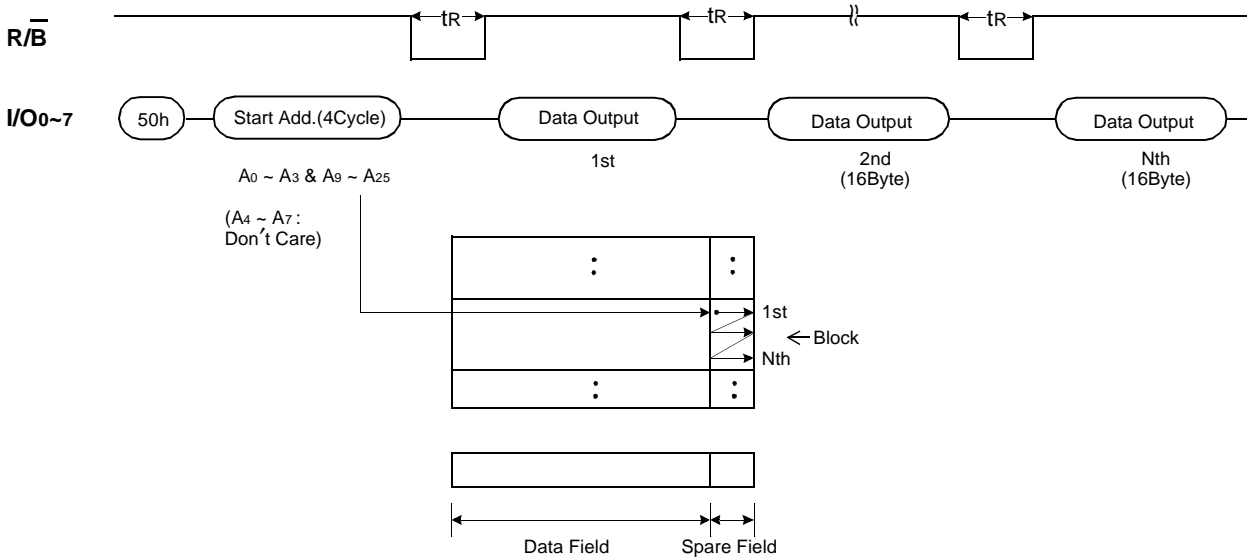 R/B
tR
tR
tR
I/O0~7
50h
Start Add.(4Cycle)
Data Output
Data Output
Data Output
1st
2nd
(16Byte)
Nth
(16Byte)
A0 ~ A3 & A9 ~ A25
(A4 ~ A7 :
Don't Care)
1st
Block
Nth
Data Field
Spare Field